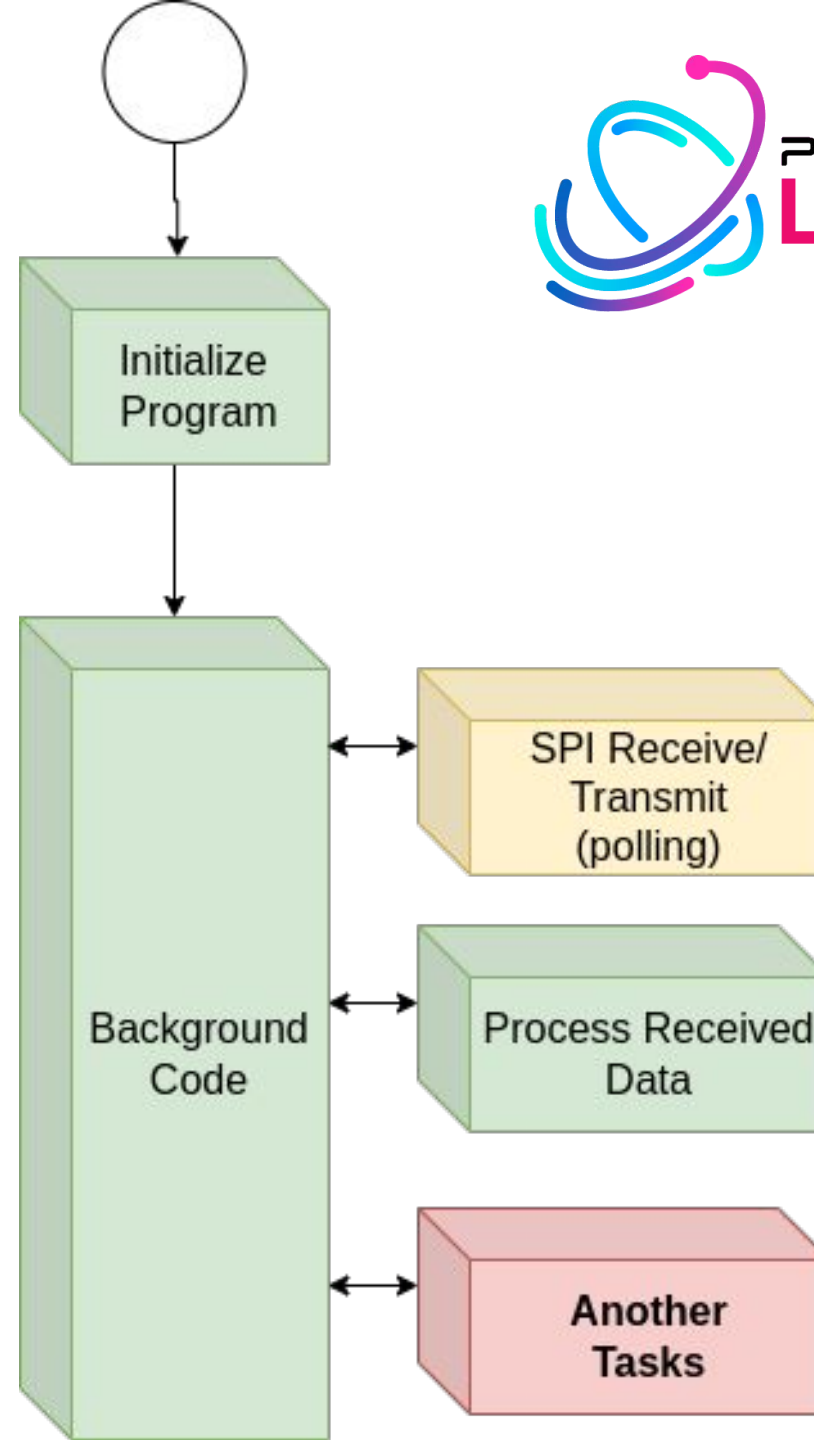 Initialize
Program
SPI Receive/
Transmit
(polling)
Background
Code
Process Received
Data
Another
Tasks